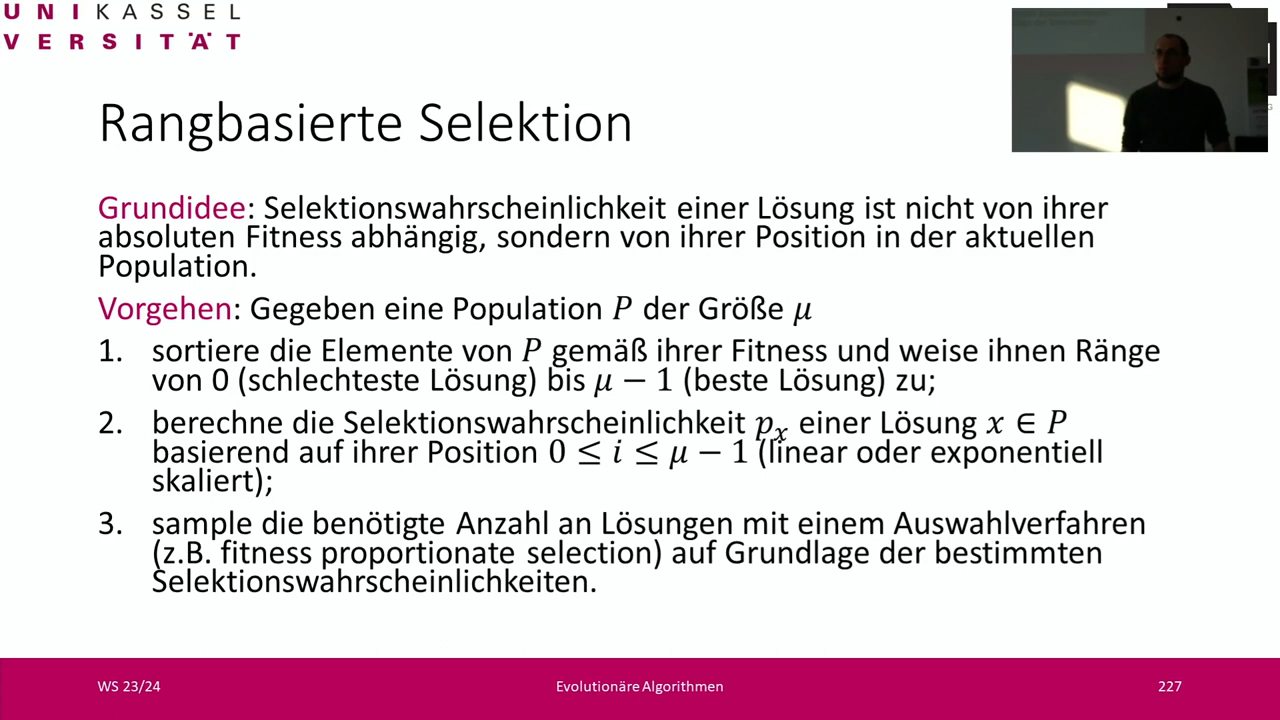 UNIKASSEL
VERSITÄT
Rangbasierte Selektion
Grundidee: Selektionswahrscheinlichkeit einer Lösung ist nicht von ihrer
absoluten Fitness abhängig, sondern von ihrer Position in der aktuellen
Population.
Vorgehen: Gegeben eine Population 𝑃 der Größe 𝜇
1. sortiere die Elemente von 𝑃 gemäß ihrer Fitness und weise ihnen Ränge
von 0 (schlechteste Lösung) bis 𝜇 − 1 (beste Lösung) zu;
2. berechne die Selektionswahrscheinlichkeit 𝑝ₓ einer Lösung 𝑥 ∈ 𝑃
basierend auf ihrer Position 0 ≤ 𝑖 ≤ 𝜇 − 1 (linear oder exponentiell
skaliert);
3. sample die benötigte Anzahl an Lösungen mit einem Auswahlverfahren
(z.B. fitness proportionate selection) auf Grundlage der bestimmten
Selektionswahrscheinlichkeiten.
WS 23/24
Evolutionäre Algorithmen
227